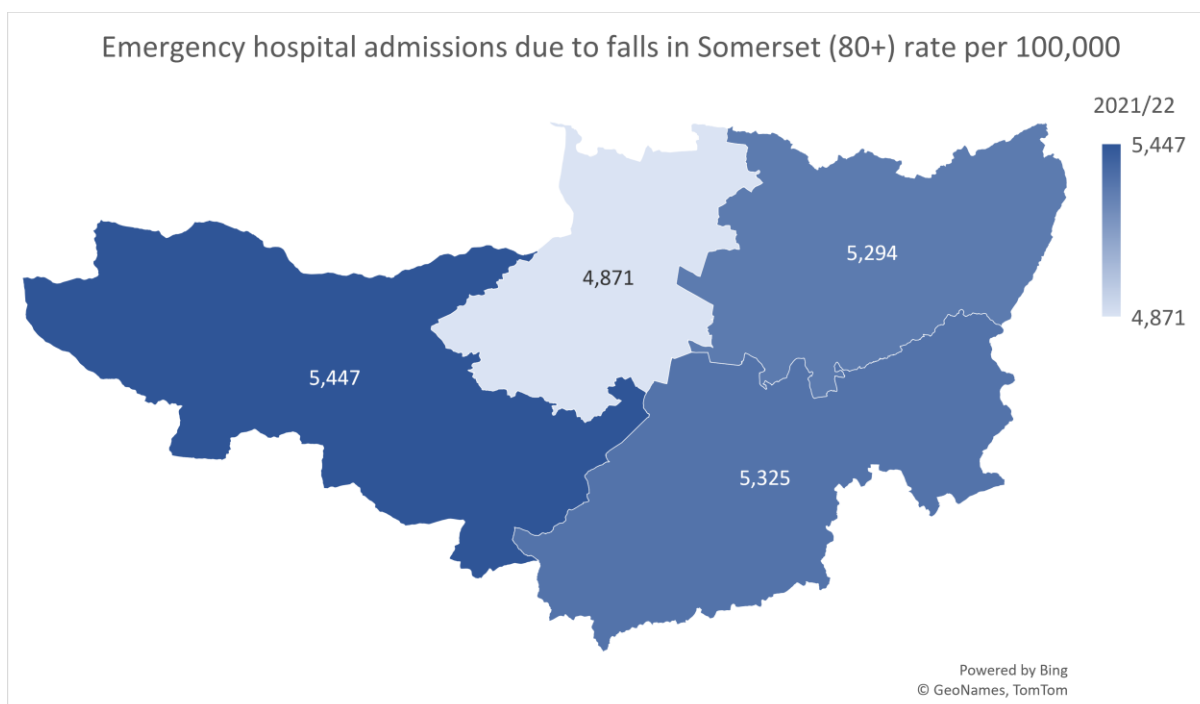 Emergency hospital admissions due to falls in Somerset (80+) rate per 100,000
2021/22
5,447
4,871
5,294
4,871
5,447
5,325
Powered by Bing
© GeoNames, TomTom